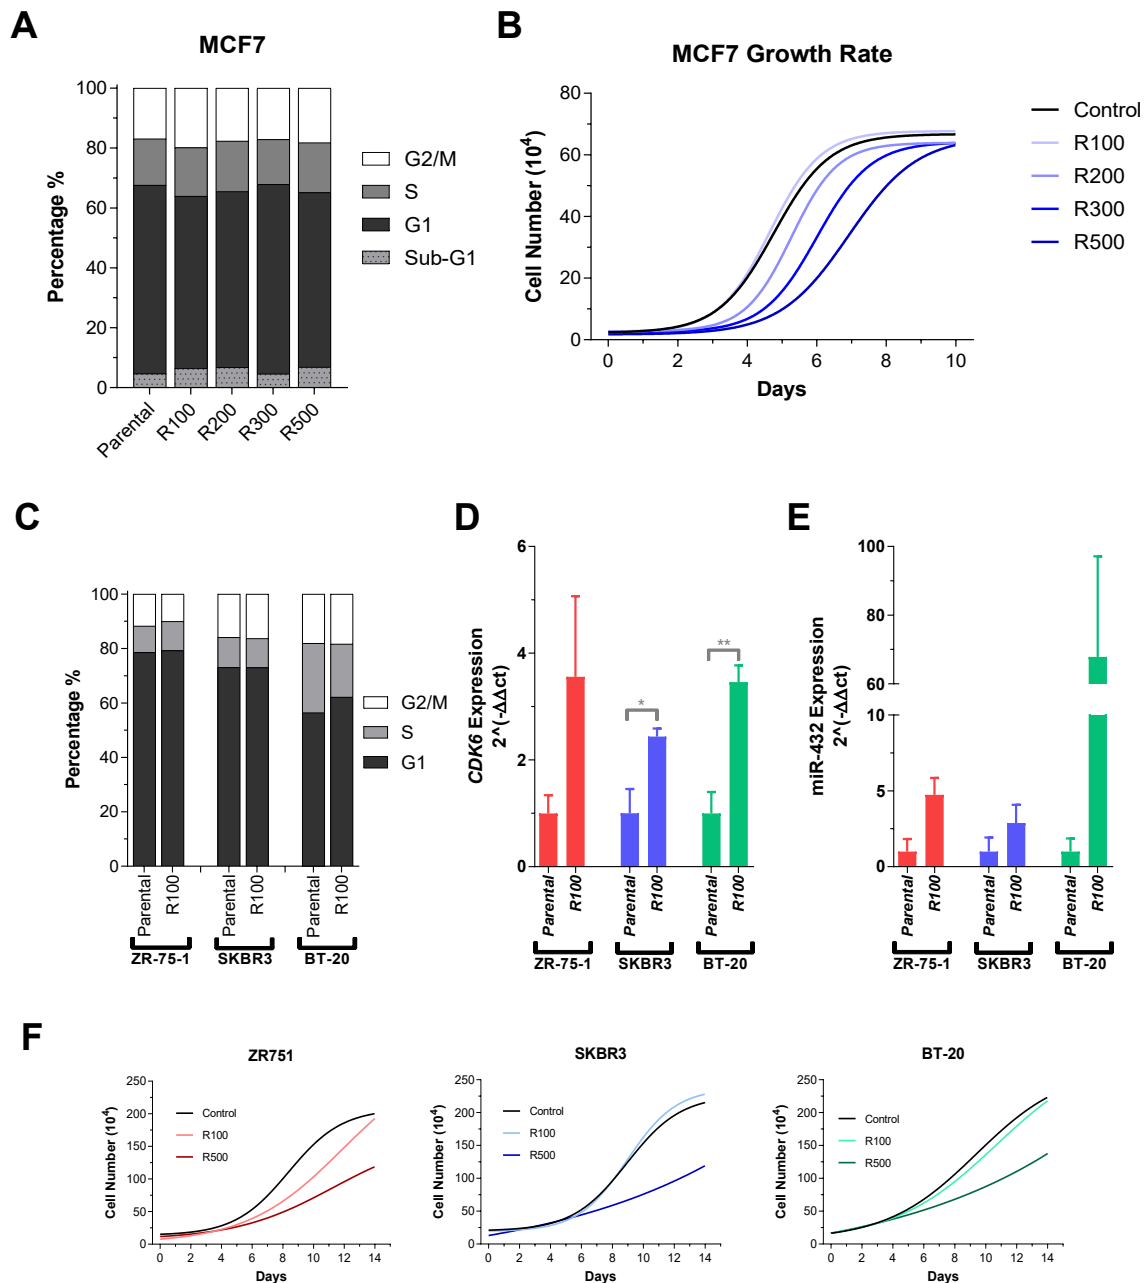 A
MCF7
Percentage %
100
80
60
40
20
0
Parental
R100
R200
R300
R500
G2/M
S
G1
Sub-G1
B
MCF7 Growth Rate
Cell Number (10⁴)
80
60
40
20
0
0 2 4 6 8 10
Days
Control
R100
R200
R300
R500
C
Percentage %
100
80
60
40
20
0
Parental
R100
Parental
R100
Parental
R100
ZR-75-1
SKBR3
BT-20
G2/M
S
G1
D
CDK6 Expression
2^(-ΔΔct)
6
4
2
0
*
**
Parental
R100
Parental
R100
Parental
R100
ZR-75-1
SKBR3
BT-20
E
miR-432 Expression
2^(-ΔΔct)
100
80
60
10
5
0
Parental
R100
Parental
R100
Parental
R100
ZR-75-1
SKBR3
BT-20
F
ZR751
Cell Number (10⁴)
250
200
150
100
50
0
0 2 4 6 8 10 12 14
Days
Control
R100
R500
SKBR3
Cell Number (10⁴)
250
200
150
100
50
0
0 2 4 6 8 10 12 14
Days
Control
R100
R500
BT-20
Cell Number (10⁴)
250
200
150
100
50
0
0 2 4 6 8 10 12 14
Days
Control
R100
R500